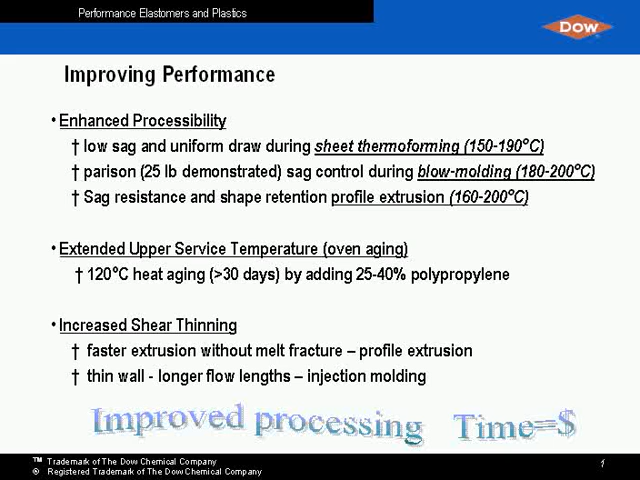 Performance Elastomers and Plastics
Dow
Improving Performance
• Enhanced Processibility
† low sag and uniform draw during sheet thermoforming (150-190°C)
† parison (25 lb demonstrated) sag control during blow-molding (180-200°C)
† Sag resistance and shape retention profile extrusion (160-200°C)
• Extended Upper Service Temperature (oven aging)
† 120°C heat aging (>30 days) by adding 25-40% polypropylene
• Increased Shear Thinning
† faster extrusion without melt fracture – profile extrusion
† thin wall - longer flow lengths – injection molding
Improved processing Time=$
™ Trademark of The Dow Chemical Company
® Registered Trademark of The Dow Chemical Company